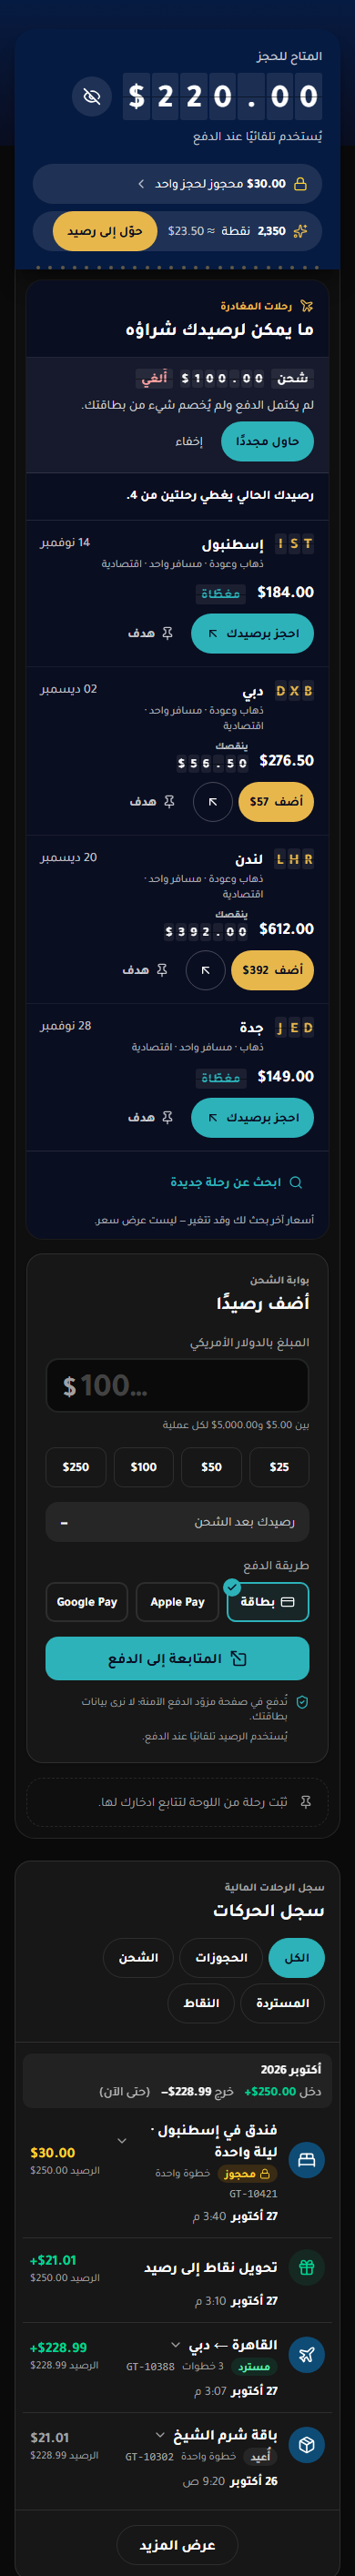 المتاح للحجز
$220.00
يُستخدم تلقائيًا عند الدفع
$30.00 محجوز لحجز واحد
2,350 نقطة ≈ $23.50 حوّل إلى رصيد
رحلات المغادرة
ما يمكن لرصيدك شراؤه
شحن $100.00 ألغي
لم يكتمل الدفع ولم يُخصم شيء من بطاقتك.
حاول مجددًا إخفاء
رصيدك الحالي يغطي رحلتين من 4.
IST إسطنبول 14 نوفمبر
ذهاب وعودة · مسافر واحد · اقتصادية
$184.00 مغطّاة
احجز برصيدك هدف
DXB دبي 02 ديسمبر
ذهاب وعودة · مسافر واحد ·
اقتصادية
ينقصك
$276.50 $56.50
أضف $57 هدف
LHR لندن 20 ديسمبر
ذهاب وعودة · مسافر واحد ·
اقتصادية
ينقصك
$612.00 $392.00
أضف $392 هدف
JED جدة 28 نوفمبر
ذهاب وعودة · مسافر واحد · اقتصادية
$149.00 مغطّاة
احجز برصيدك هدف
ابحث عن رحلة جديدة
أسعار آخر بحث لك وقد تتغير – ليست عرض سعر.
بوابة الشحن
أضف رصيدًا
المبلغ بالدولار الأمريكي
$ 100...
بين $5.00 و$5,000.00 لكل عملية
$25 $50 $100 $250
رصيدك بعد الشحن –
طريقة الدفع
بطاقة Apple Pay Google Pay
المتابعة إلى الدفع
تُدفع في صفحة مزوّد الدفع الآمنة؛ لا نرى بيانات
بطاقتك.
يُستخدم الرصيد تلقائيًا عند الدفع.
ثبّت رحلة من اللوحة لتتابع ادخارك لها.
سجل الرحلات المالية
سجل الحركات
الكل الحجوزات الشحن
المستردة النقاط
أكتوبر 2026
دخل +$250.00 خرج −$228.99 (حتى الآن)
فندق في إسطنبول ·
ليلة واحدة
$30.00
محجوز خطوة واحدة الرصيد $250.00
GT-10421
27 أكتوبر 3:40 م
تحويل نقاط إلى رصيد +$21.01
الرصيد $250.00
27 أكتوبر 3:10 م
القاهرة ← دبي +$228.99
مسترد 3 خطوات GT-10388 الرصيد $228.99
27 أكتوبر 3:07 م
باقة شرم الشيخ $21.01
أُعيد خطوة واحدة GT-10302 الرصيد $228.99
26 أكتوبر 9:20 ص
عرض المزيد